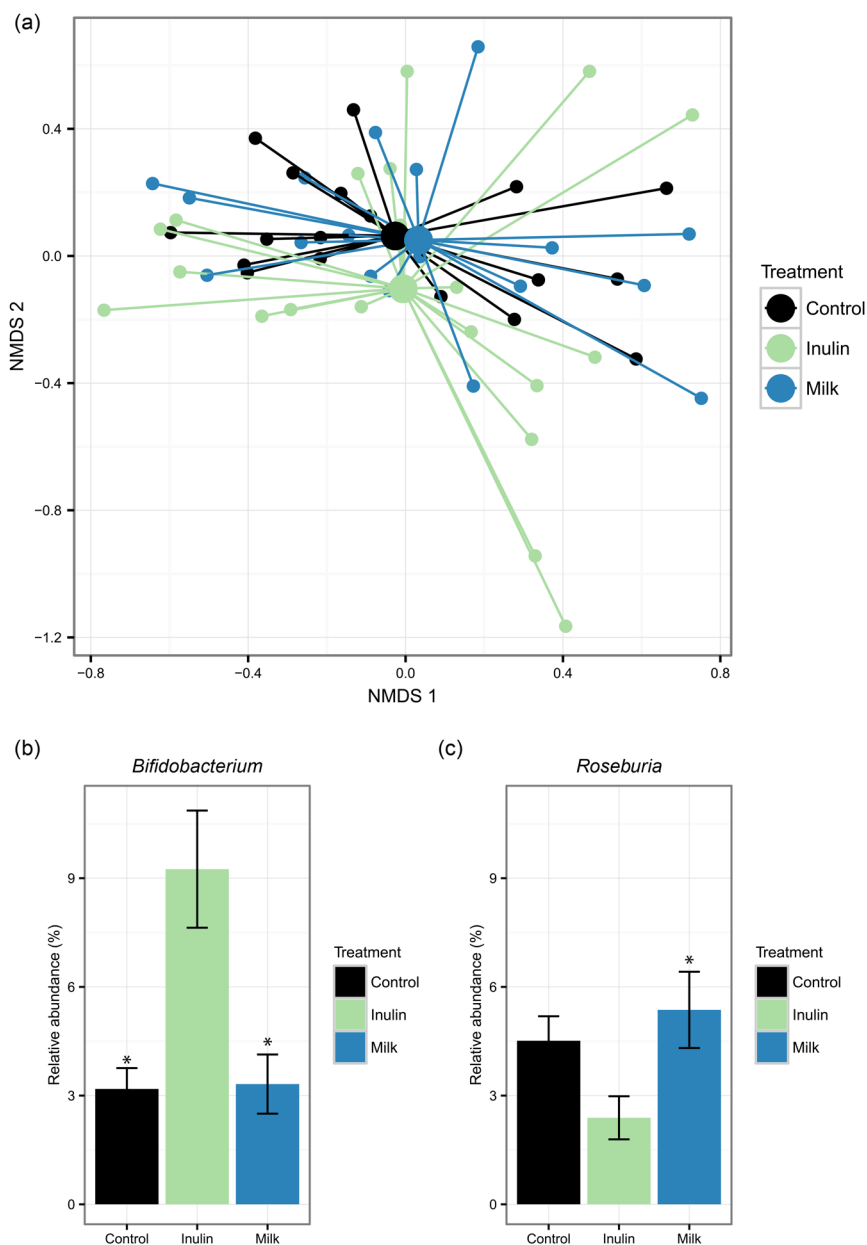 (a)
0.4
0.0
−0.4
−0.8
−1.2
NMDS 2
−0.8 −0.4 0.0 0.4 0.8
NMDS 1
Treatment
Control
Inulin
Milk
(b)
Bifidobacterium
9
6
3
0
Relative abundance (%)
*
*
Control Inulin Milk
Treatment
Control
Inulin
Milk
(c)
Roseburia
9
6
3
0
Relative abundance (%)
*
Control Inulin Milk
Treatment
Control
Inulin
Milk